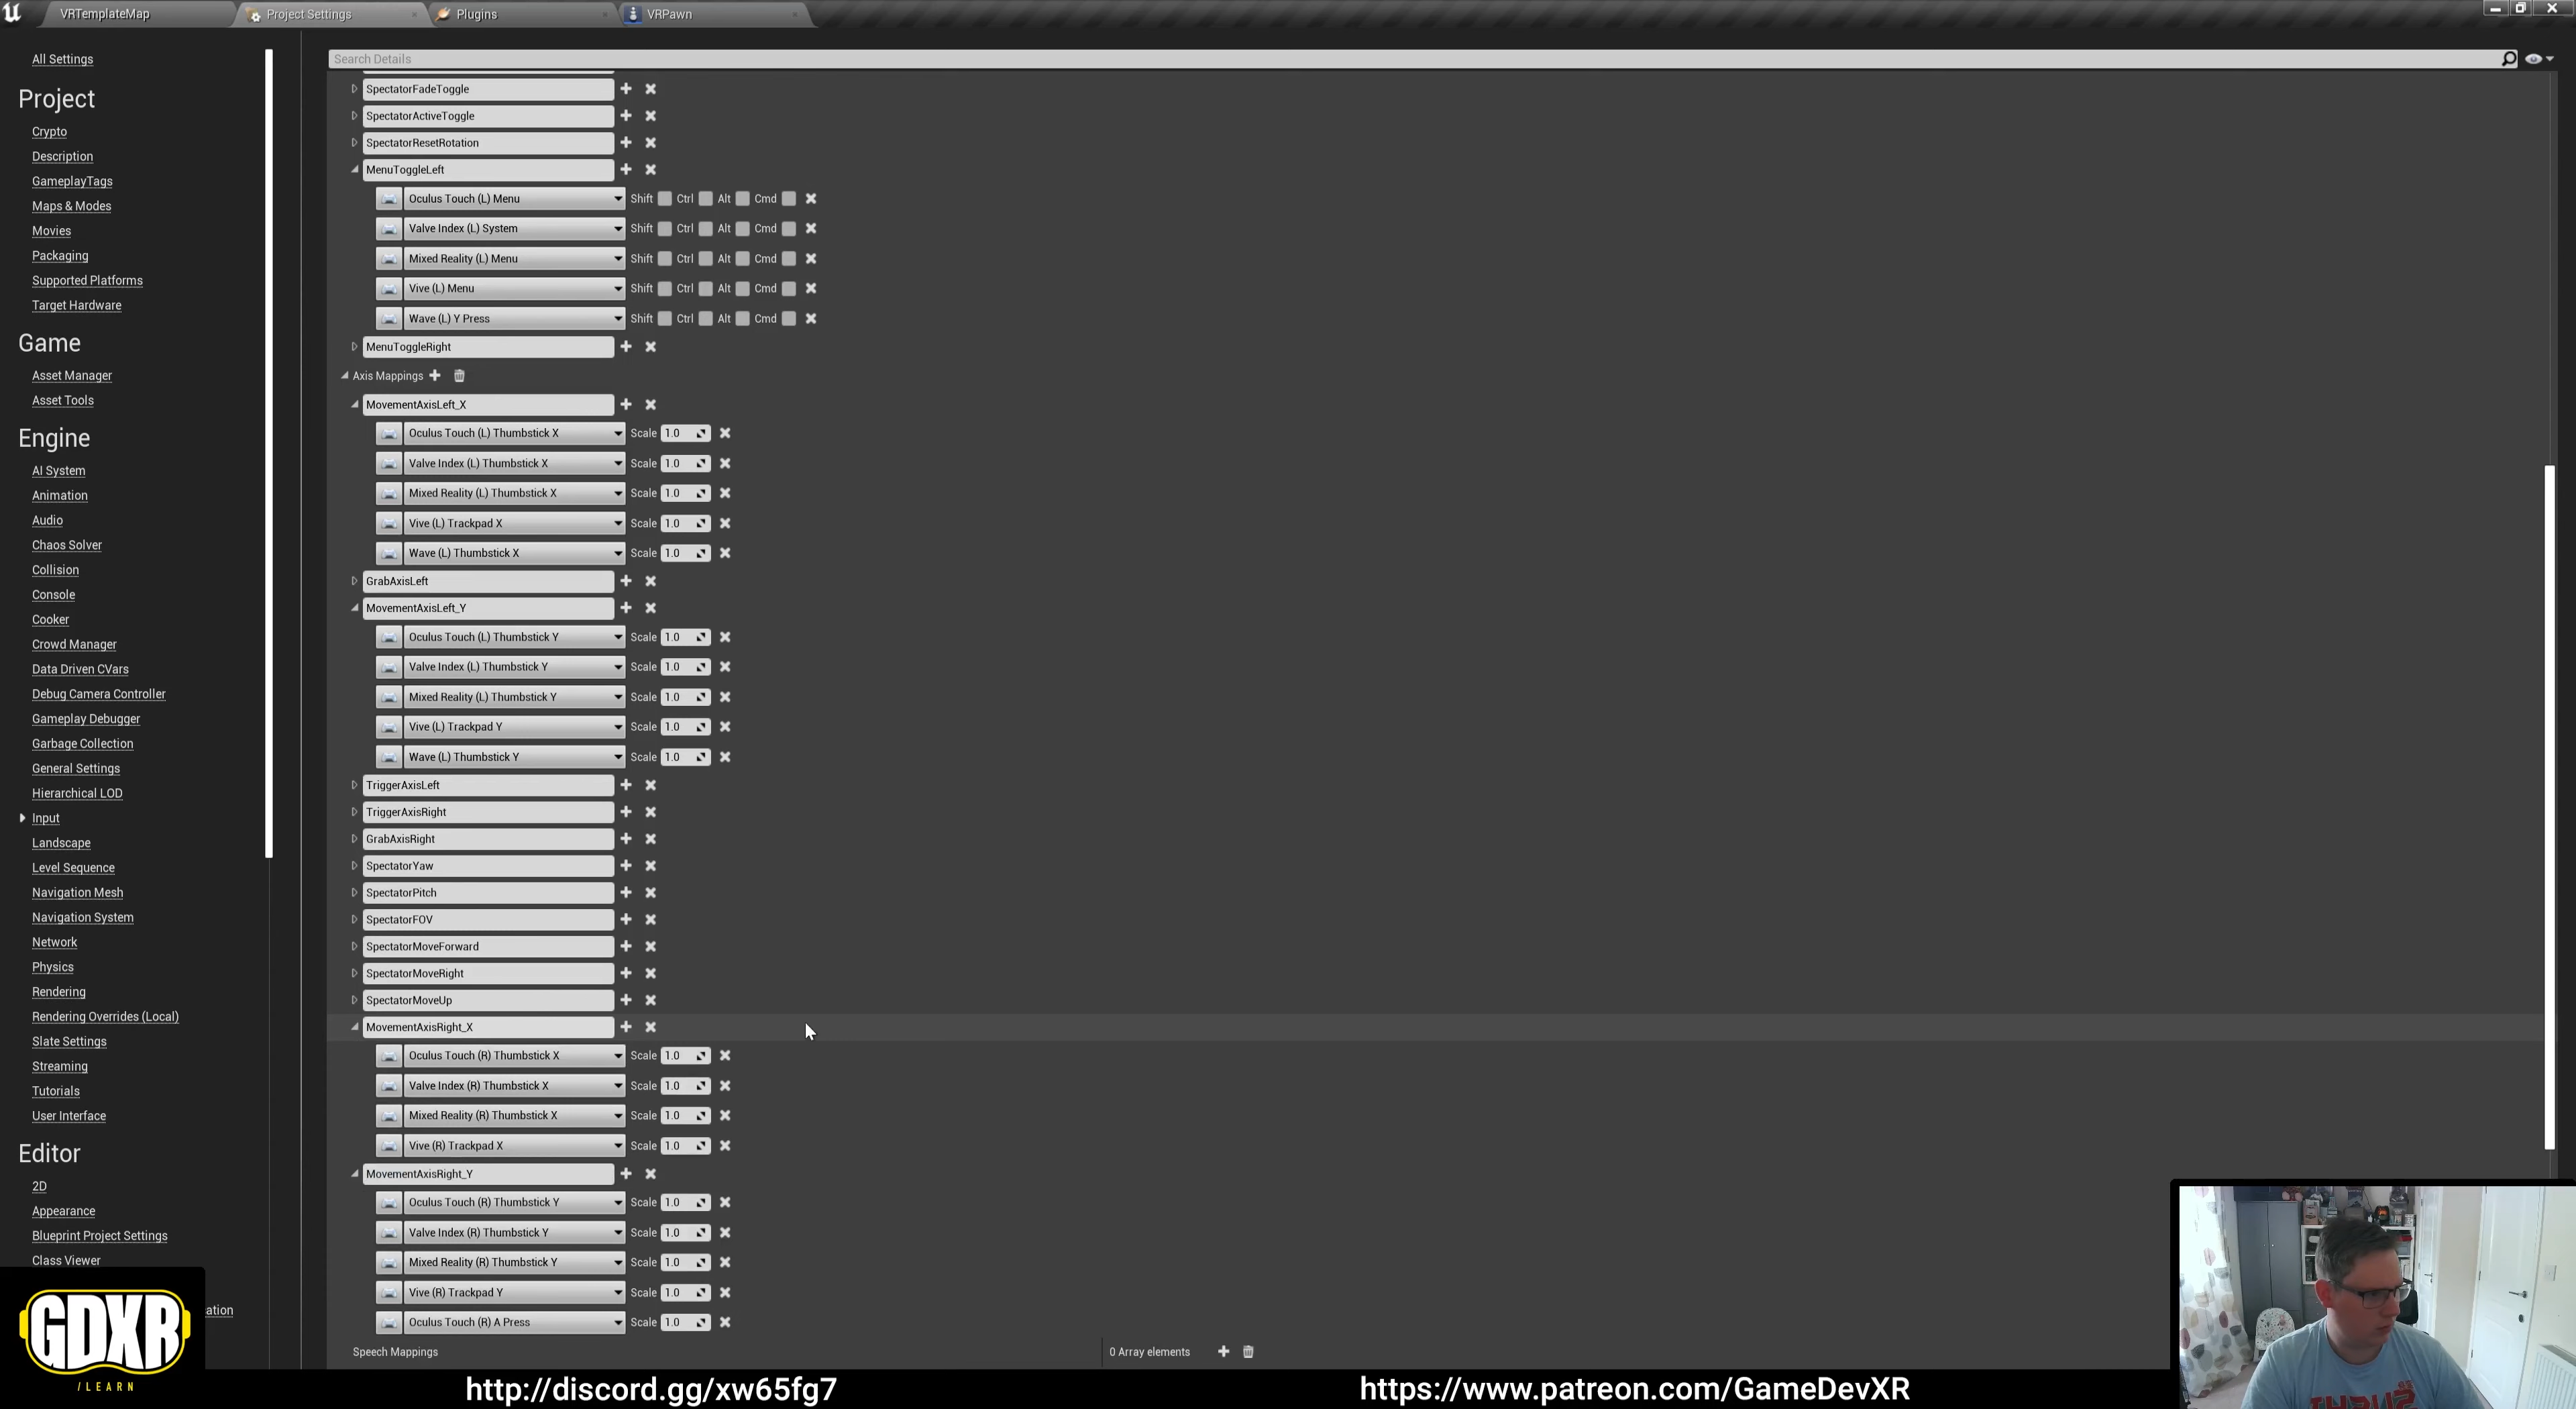 VRTemplateMap
Project Settings
Plugins
VRPawn
All Settings
Project
Crypto
Description
GameplayTags
Maps & Modes
Movies
Packaging
Supported Platforms
Target Hardware
Game
Asset Manager
Asset Tools
Engine
AI System
Animation
Audio
Chaos Solver
Collision
Console
Cooker
Crowd Manager
Data Driven CVars
Debug Camera Controller
Gameplay Debugger
Garbage Collection
General Settings
Hierarchical LOD
Input
Landscape
Level Sequence
Navigation Mesh
Navigation System
Network
Physics
Rendering
Rendering Overrides (Local)
Slate Settings
Streaming
Tutorials
User Interface
Editor
2D
Appearance
Blueprint Project Settings
Class Viewer
ation
Search Details
SpectatorFadeToggle
SpectatorActiveToggle
SpectatorResetRotation
MenuToggleLeft
Oculus Touch (L) Menu Shift Ctrl Alt Cmd
Valve Index (L) System Shift Ctrl Alt Cmd
Mixed Reality (L) Menu Shift Ctrl Alt Cmd
Vive (L) Menu Shift Ctrl Alt Cmd
Wave (L) Y Press Shift Ctrl Alt Cmd
MenuToggleRight
Axis Mappings
MovementAxisLeft_X
Oculus Touch (L) Thumbstick X Scale 1.0
Valve Index (L) Thumbstick X Scale 1.0
Mixed Reality (L) Thumbstick X Scale 1.0
Vive (L) Trackpad X Scale 1.0
Wave (L) Thumbstick X Scale 1.0
GrabAxisLeft
MovementAxisLeft_Y
Oculus Touch (L) Thumbstick Y Scale 1.0
Valve Index (L) Thumbstick Y Scale 1.0
Mixed Reality (L) Thumbstick Y Scale 1.0
Vive (L) Trackpad Y Scale 1.0
Wave (L) Thumbstick Y Scale 1.0
TriggerAxisLeft
TriggerAxisRight
GrabAxisRight
SpectatorYaw
SpectatorPitch
SpectatorFOV
SpectatorMoveForward
SpectatorMoveRight
SpectatorMoveUp
MovementAxisRight_X
Oculus Touch (R) Thumbstick X Scale 1.0
Valve Index (R) Thumbstick X Scale 1.0
Mixed Reality (R) Thumbstick X Scale 1.0
Vive (R) Trackpad X Scale 1.0
MovementAxisRight_Y
Oculus Touch (R) Thumbstick Y Scale 1.0
Valve Index (R) Thumbstick Y Scale 1.0
Mixed Reality (R) Thumbstick Y Scale 1.0
Vive (R) Trackpad Y Scale 1.0
Oculus Touch (R) A Press Scale 1.0
Speech Mappings 0 Array elements
GDXR
/LEARN
http://discord.gg/xw65fg7
https://www.patreon.com/GameDevXR